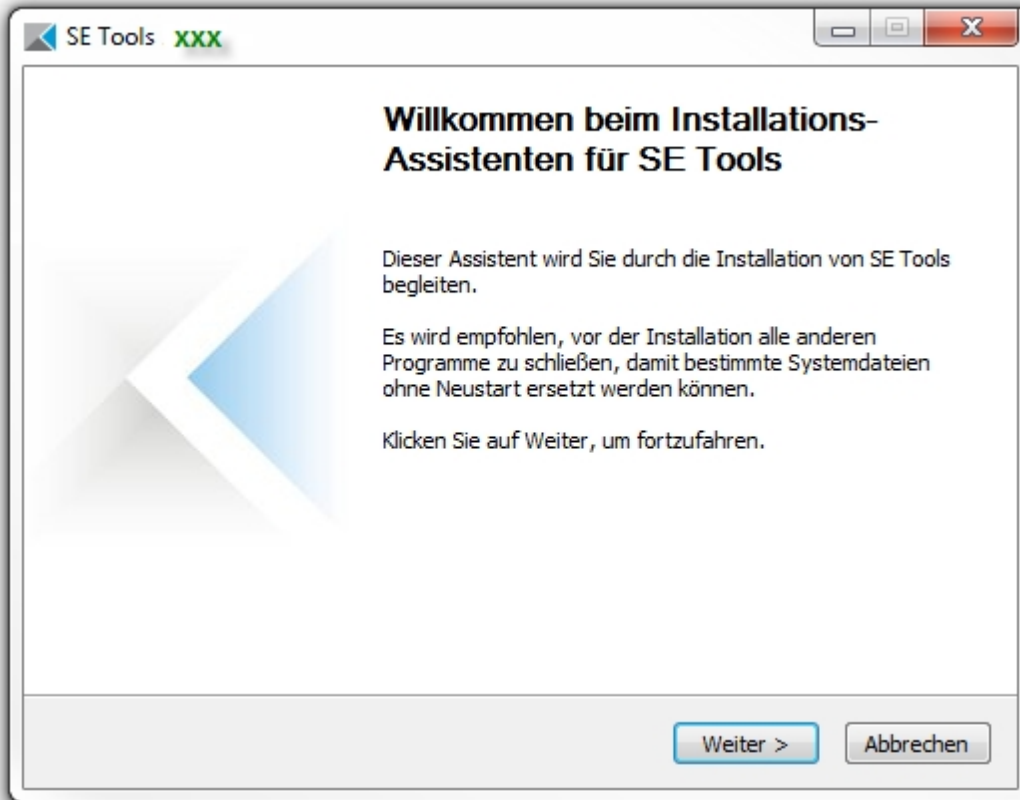 SE Tools xxx
Willkommen beim Installations-
Assistenten für SE Tools
Dieser Assistent wird Sie durch die Installation von SE Tools
begleiten.
Es wird empfohlen, vor der Installation alle anderen
Programme zu schließen, damit bestimmte Systemdateien
ohne Neustart ersetzt werden können.
Klicken Sie auf Weiter, um fortzufahren.
Weiter > Abbrechen